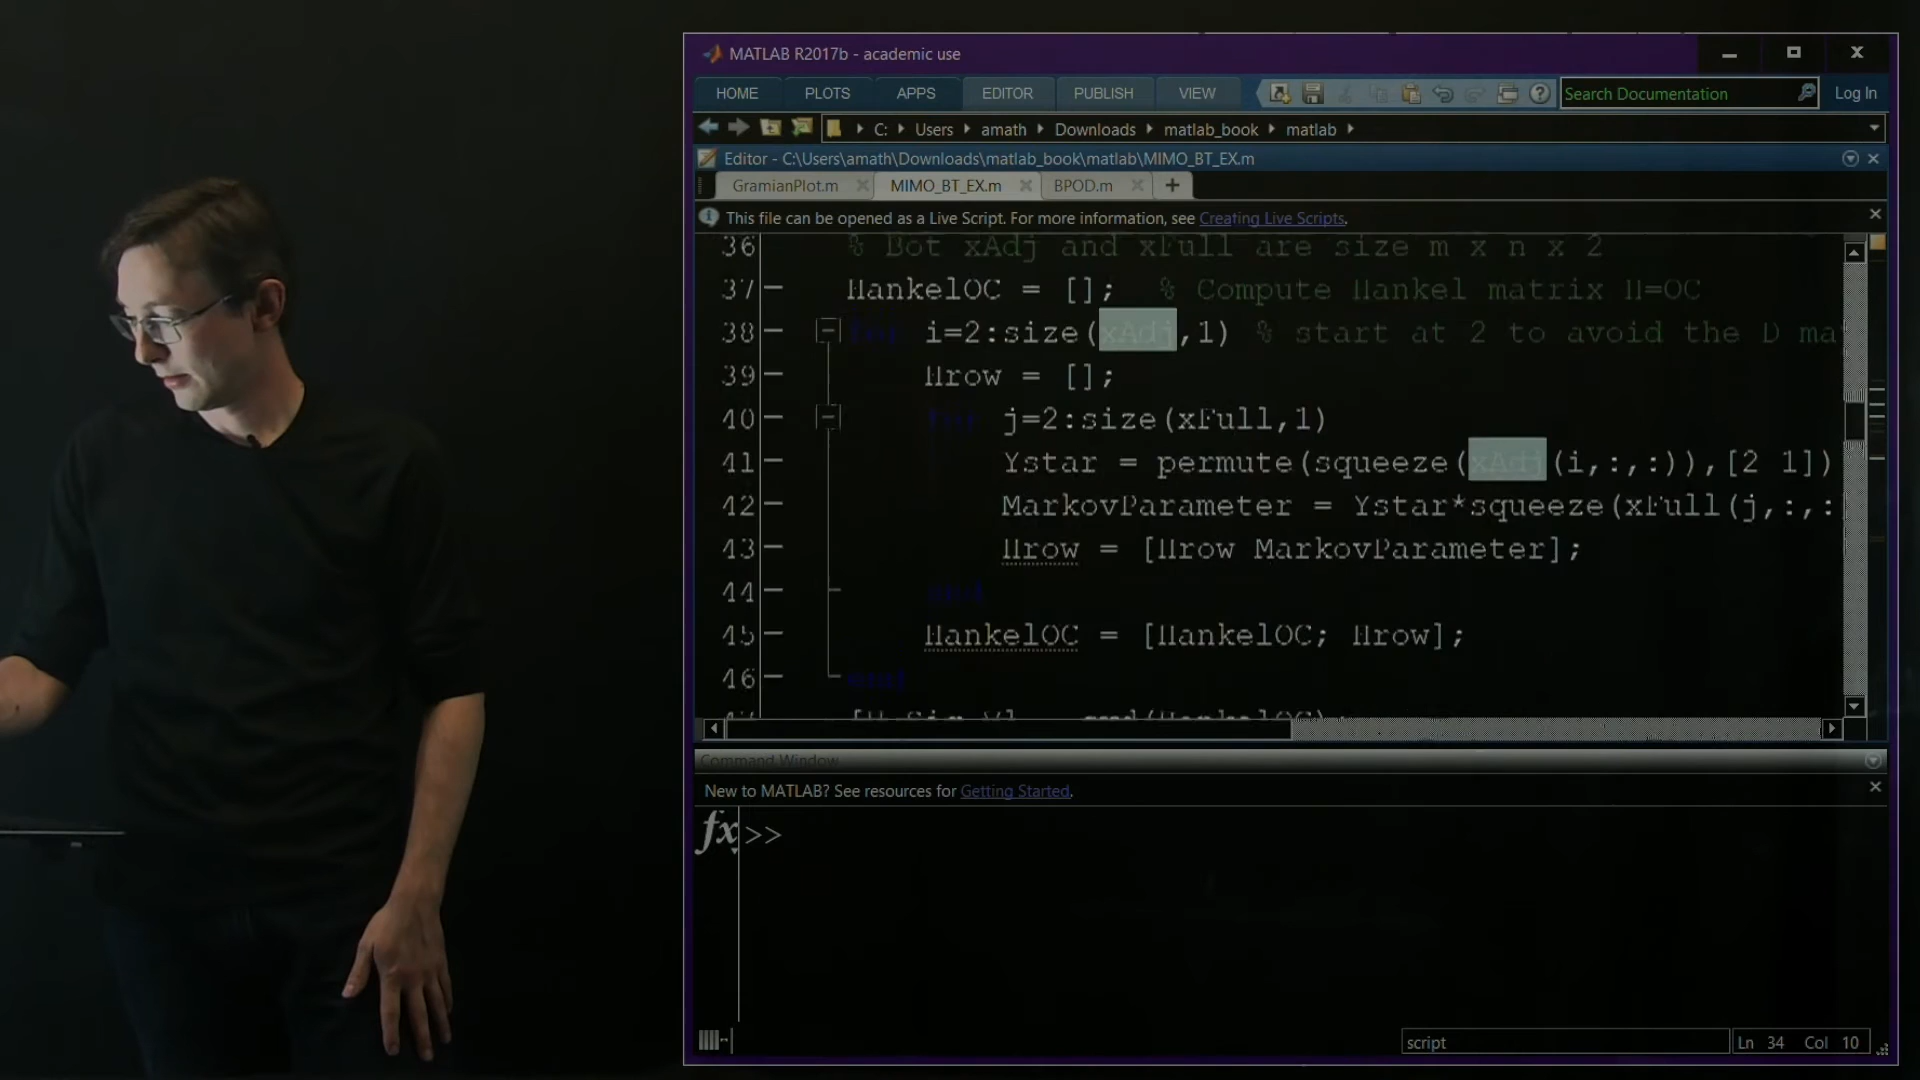 MATLAB R2017b - academic use
HOME PLOTS APPS EDITOR PUBLISH VIEW Search Documentation Log In
C: Users amath Downloads matlab_book matlab
Editor - C:\Users\amath\Downloads\matlab_book\matlab\MIMO_BT_EX.m
GramianPlot.m MIMO_BT_EX.m BPOD.m +
This file can be opened as a Live Script. For more information, see Creating Live Scripts.
36 % Bot xAdj and xFull are size m x n x 2
37 HankelOC = []; % Compute Hankel matrix H=OC
38 for i=2:size(xAdj,1) % start at 2 to avoid the D ma
39 Hrow = [];
40 for j=2:size(xFull,1)
41 Ystar = permute(squeeze(xAdj(i,:,:)),[2 1])
42 MarkovParameter = Ystar*squeeze(xFull(j,:,:
43 Hrow = [Hrow MarkovParameter];
44 end
45 HankelOC = [HankelOC; Hrow];
46 end
Command Window
New to MATLAB? See resources for Getting Started.
fx >>
script Ln 34 Col 10